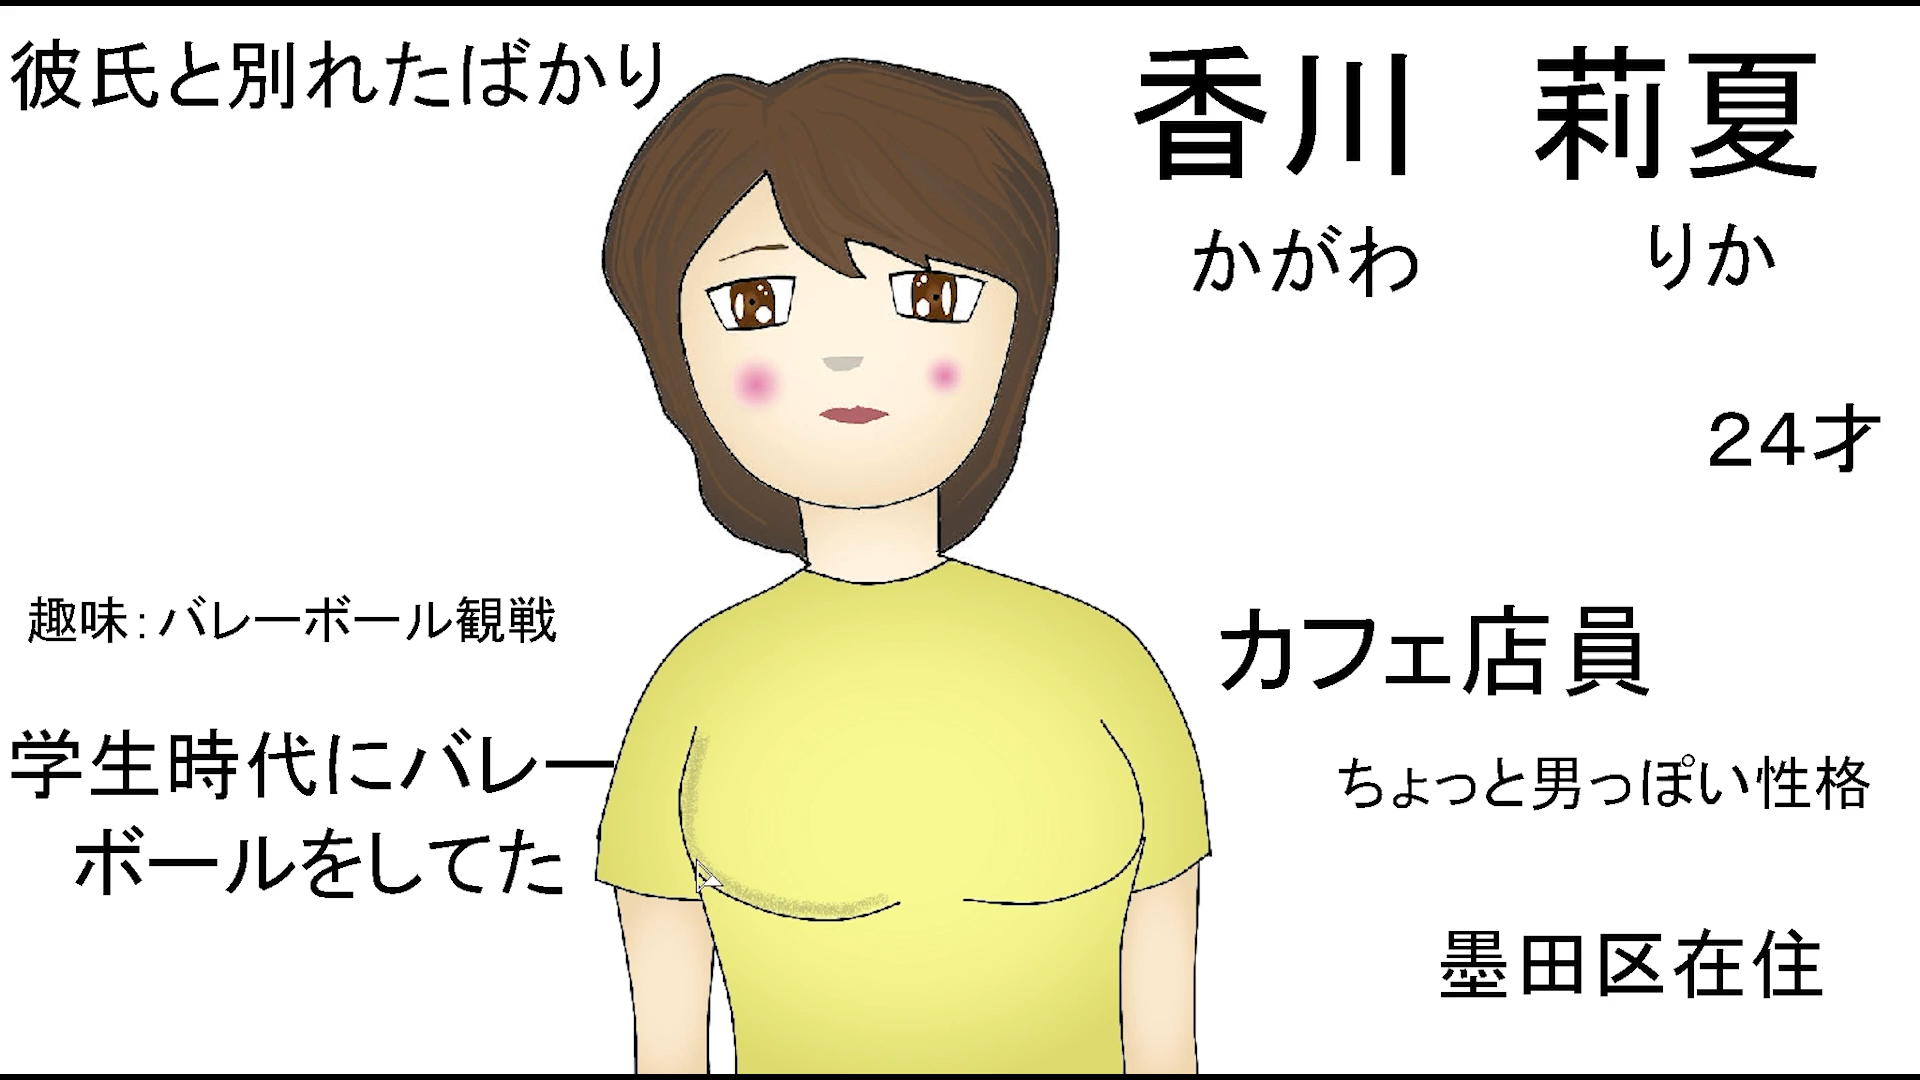 彼氏と別れたばかり
香川　莉夏
かがわ　りか
２４才
趣味：バレーボール観戦
カフェ店員
学生時代にバレー
ボールをしてた
ちょっと男っぽい性格
墨田区在住